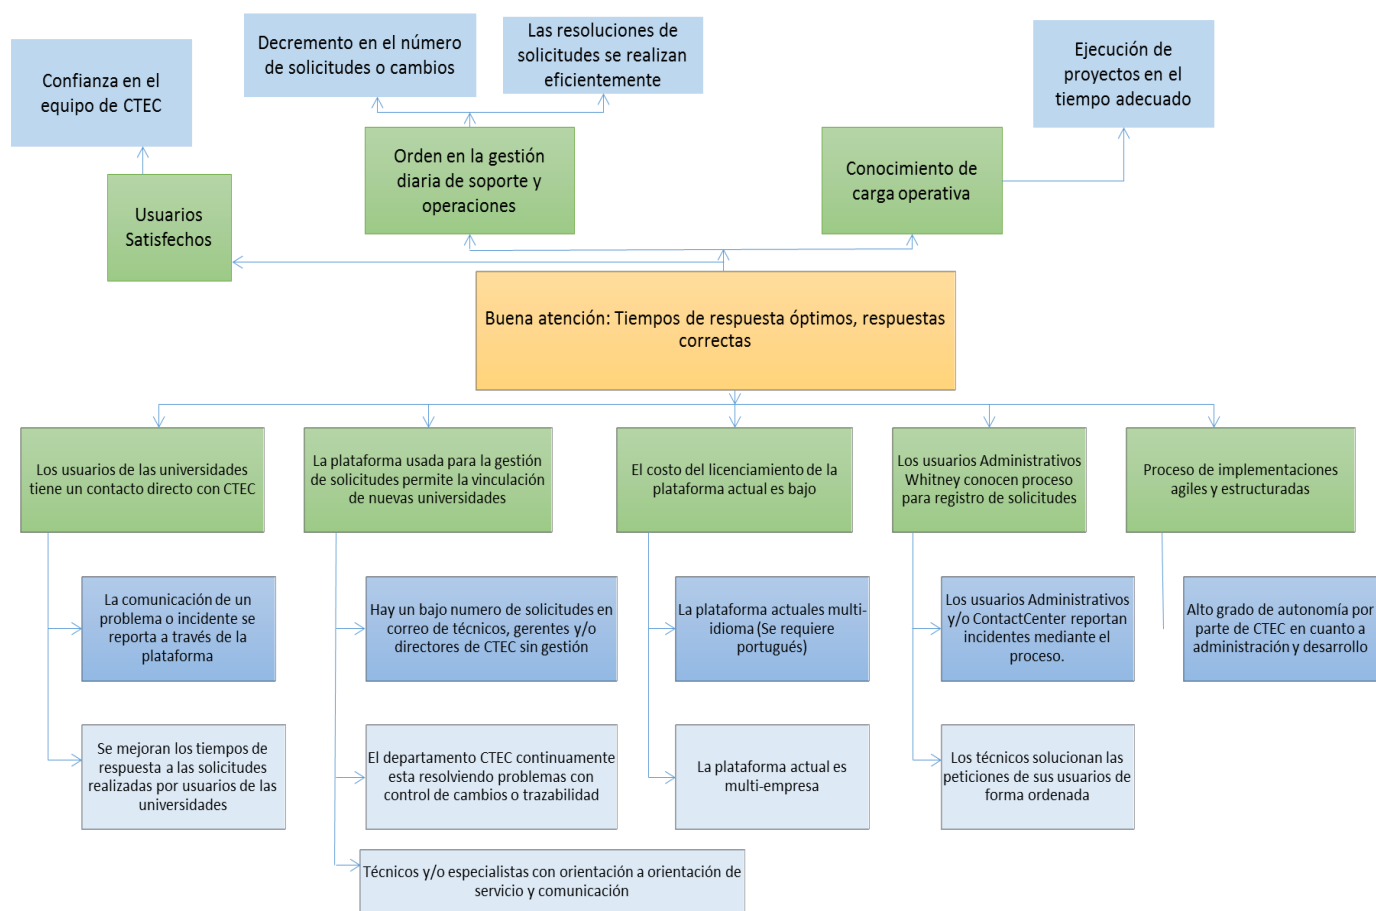 Confianza en el
equipo de CTEC
Decremento en el número
de solicitudes o cambios
Las resoluciones de
solicitudes se realizan
eficientemente
Ejecución de
proyectos en el
tiempo adecuado
Usuarios
Satisfechos
Orden en la gestión
diaria de soporte y
operaciones
Conocimiento de
carga operativa
Buena atención: Tiempos de respuesta óptimos, respuestas
correctas
Los usuarios de las universidades
tiene un contacto directo con CTEC
La plataforma usada para la gestión
de solicitudes permite la vinculación
de nuevas universidades
El costo del licenciamiento de la
plataforma actual es bajo
Los usuarios Administrativos
Whitney conocen proceso
para registro de solicitudes
Proceso de implementaciones
agiles y estructuradas
La comunicación de un
problema o incidente se
reporta a través de la
plataforma
Hay un bajo numero de solicitudes en
correo de técnicos, gerentes y/o
directores de CTEC sin gestión
La plataforma actuales multi-
idioma (Se requiere
portugués)
Los usuarios Administrativos
y/o ContactCenter reportan
incidentes mediante el
proceso.
Alto grado de autonomía por
parte de CTEC en cuanto a
administración y desarrollo
Se mejoran los tiempos de
respuesta a las solicitudes
realizadas por usuarios de las
universidades
El departamento CTEC continuamente
esta resolviendo problemas con
control de cambios o trazabilidad
La plataforma actual es
multi-empresa
Los técnicos solucionan las
peticiones de sus usuarios de
forma ordenada
Técnicos y/o especialistas con orientación a orientación de
servicio y comunicación